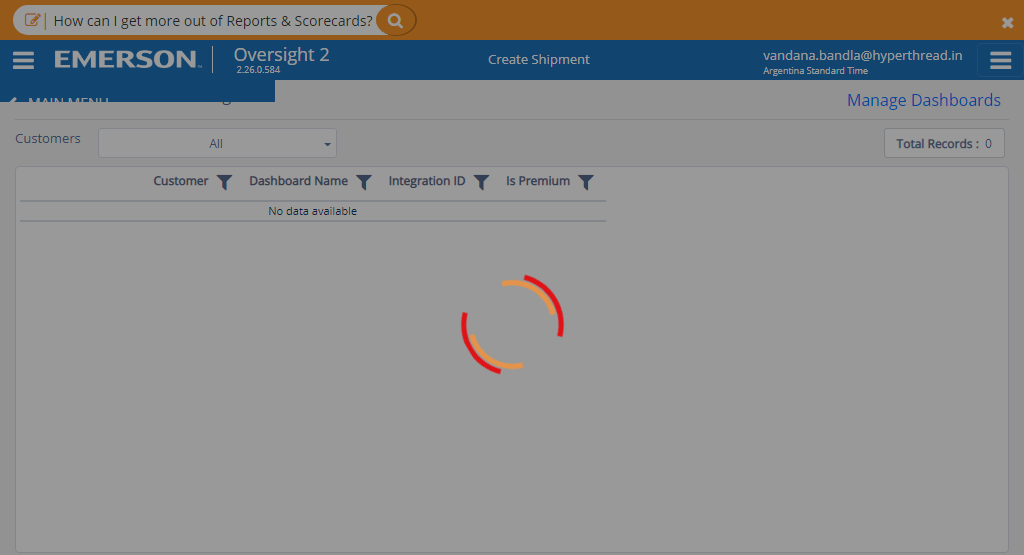 How can I get more out of Reports & Scorecards?
EMERSON
Oversight 2
2.26.0.584
Create Shipment
vandana.bandla@hyperthread.in
Argentina Standard Time
MAIN MENU
Manage Dashboards
Customers
All
Total Records : 0
Customer Dashboard Name Integration ID Is Premium
No data available